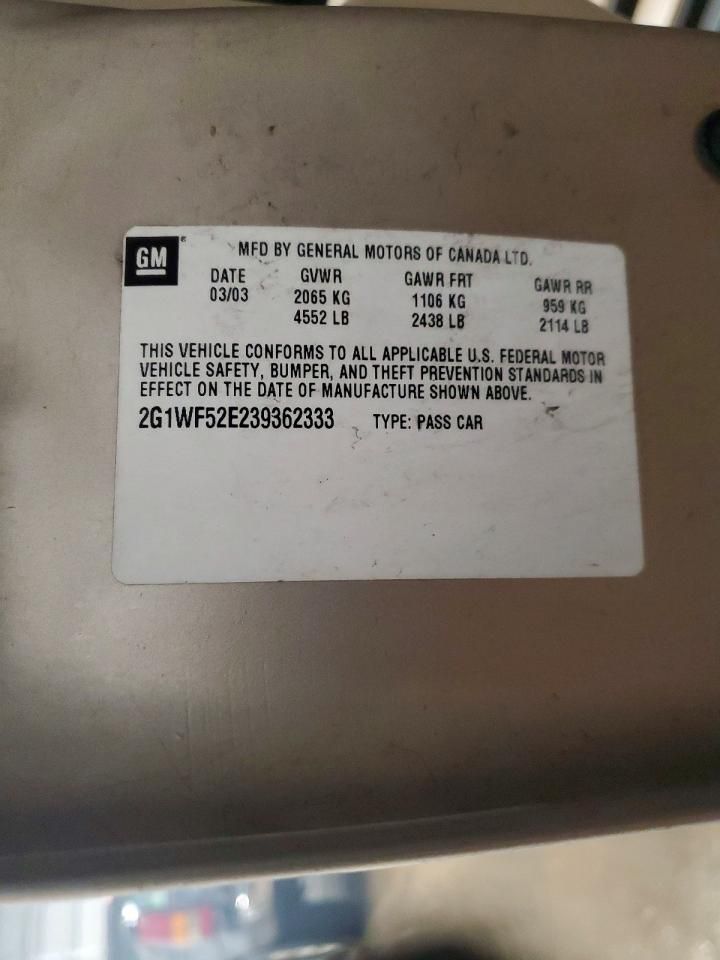 GM®
MFD BY GENERAL MOTORS OF CANADA LTD.
DATE GVWR GAWR FRT GAWR RR
03/03 2065 KG 1106 KG 959 KG
4552 LB 2438 LB 2114 LB
THIS VEHICLE CONFORMS TO ALL APPLICABLE U.S. FEDERAL MOTOR
VEHICLE SAFETY, BUMPER, AND THEFT PREVENTION STANDARDS IN
EFFECT ON THE DATE OF MANUFACTURE SHOWN ABOVE.
2G1WF52E239362333 TYPE: PASS CAR